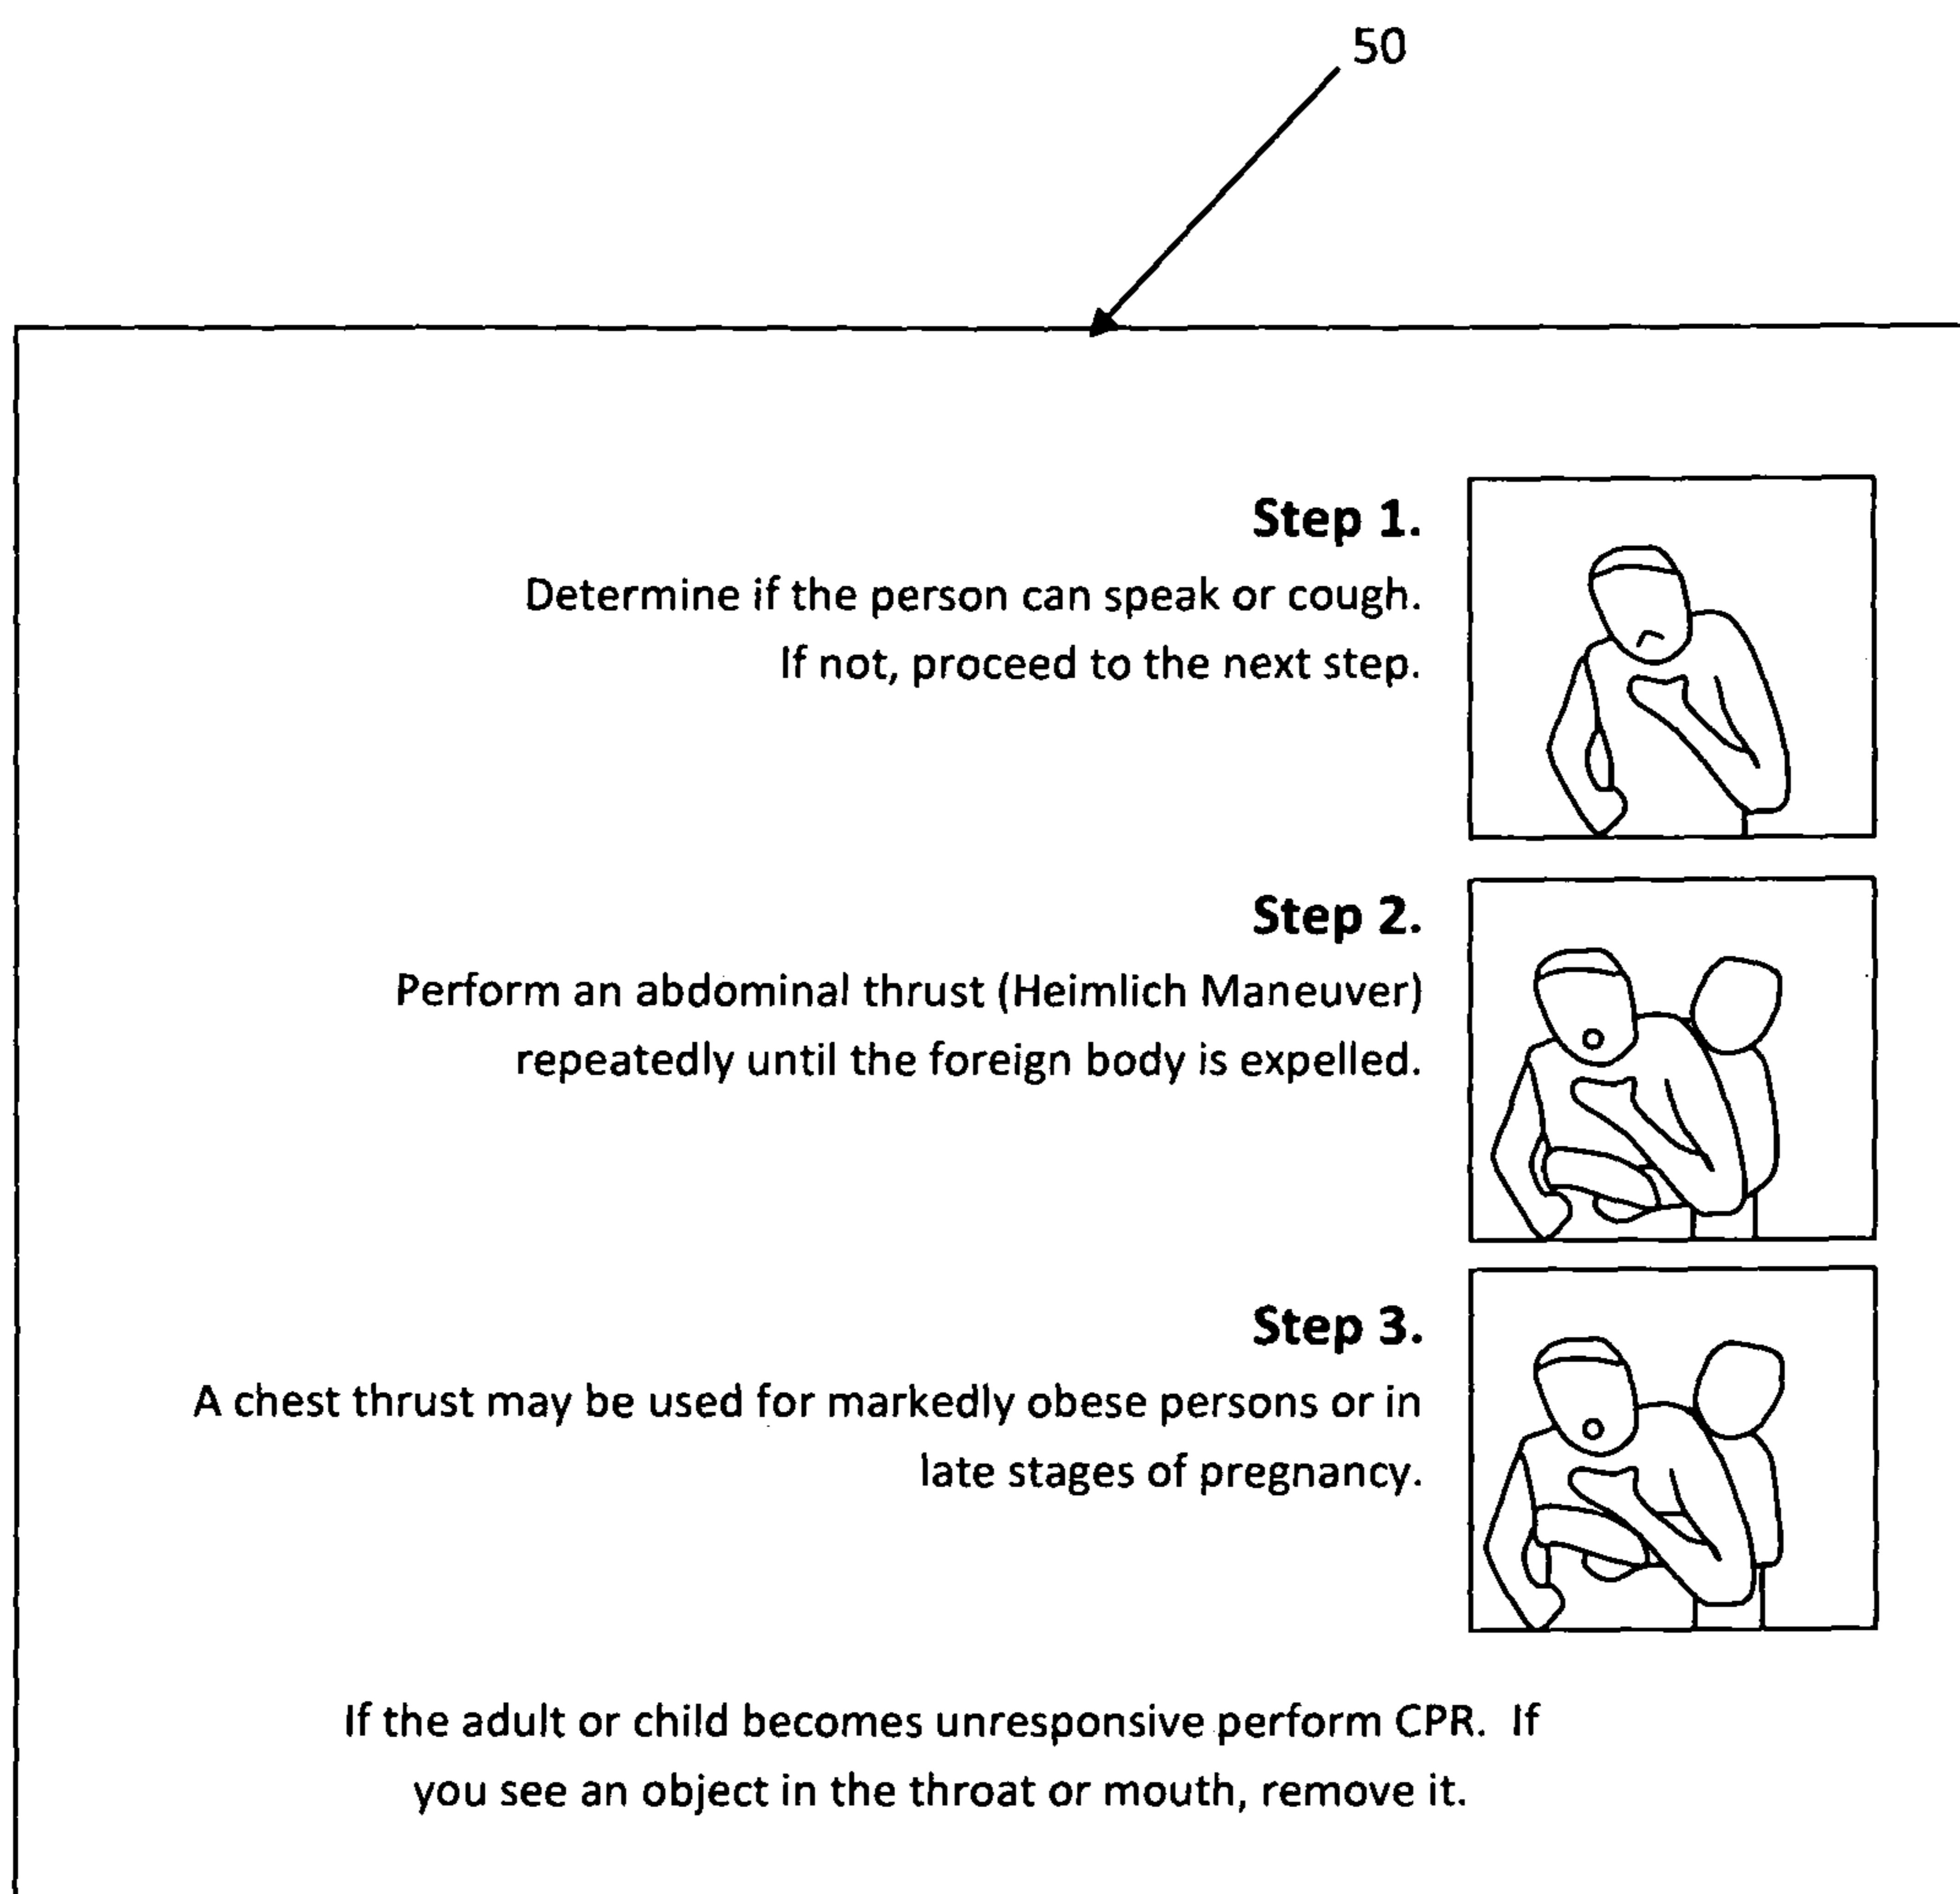 50
Step 1.
Determine if the person can speak or cough.
If not, proceed to the next step.
Step 2.
Perform an abdominal thrust (Heimlich Maneuver)
repeatedly until the foreign body is expelled.
Step 3.
A chest thrust may be used for markedly obese persons or in
late stages of pregnancy.
If the adult or child becomes unresponsive perform CPR.  If
you see an object in the throat or mouth, remove it.